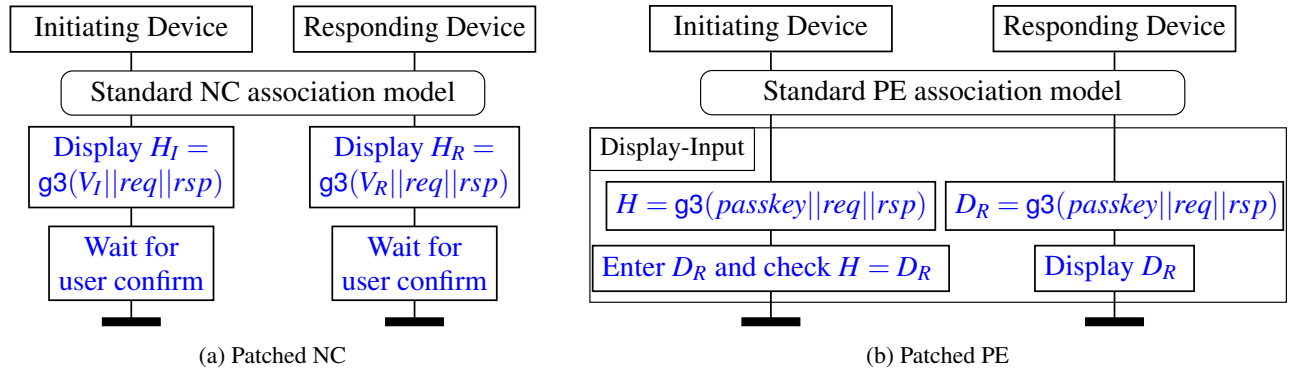 Initiating Device
Responding Device
Standard NC association model
Display H_I =
g3(V_I||req||rsp)
Display H_R =
g3(V_R||req||rsp)
Wait for
user confirm
Wait for
user confirm
(a) Patched NC
Initiating Device
Responding Device
Standard PE association model
Display-Input
H = g3(passkey||req||rsp)
D_R = g3(passkey||req||rsp)
Enter D_R and check H = D_R
Display D_R
(b) Patched PE